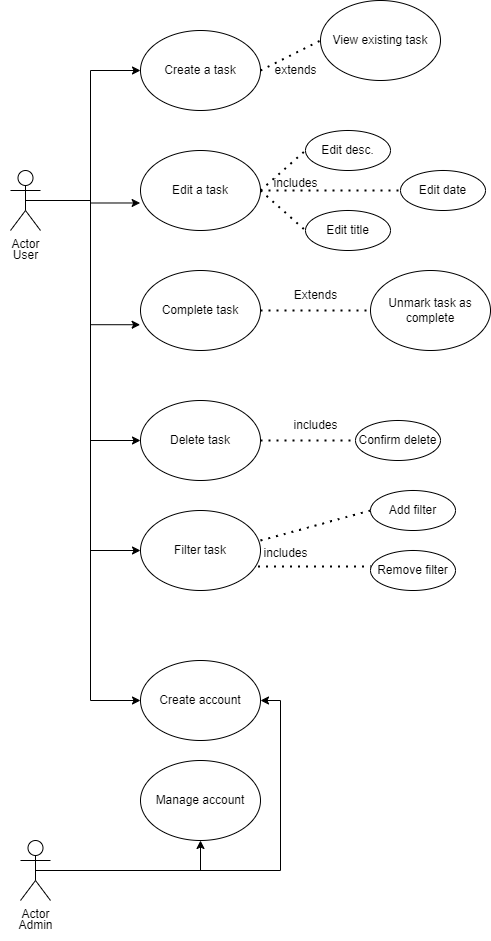 View existing task
Create a task
extends
Edit desc.
Edit a task
includes
Edit date
Edit title
Actor
User
Extends
Complete task
Unmark task as
complete
includes
Delete task
Confirm delete
Add filter
Filter task
includes
Remove filter
Create account
Manage account
Actor
Admin